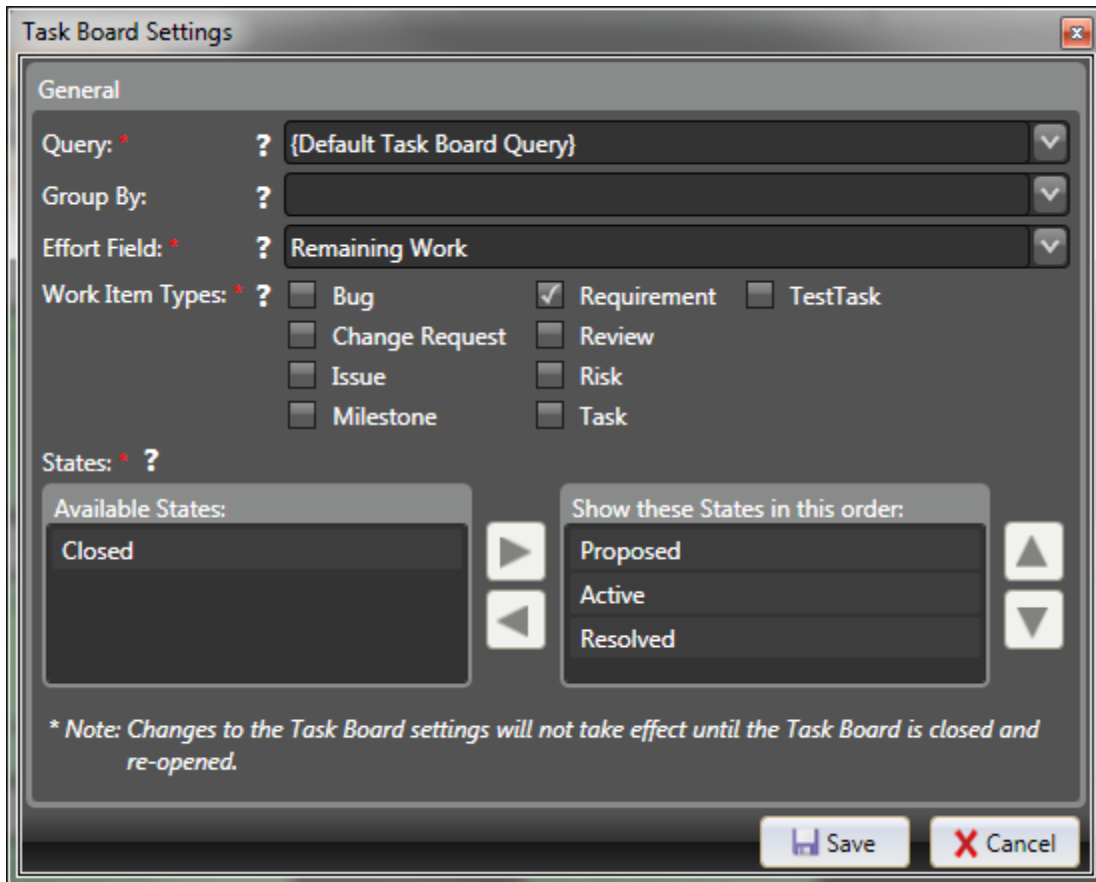 Task Board Settings
General
Query: * ? {Default Task Board Query}
Group By: ?
Effort Field: * ? Remaining Work
Work Item Types: * ? Bug Requirement TestTask
Change Request Review
Issue Risk
Milestone Task
States: * ?
Available States: Show these States in this order:
Closed Proposed
Active
Resolved
* Note: Changes to the Task Board settings will not take effect until the Task Board is closed and
re-opened.
Save Cancel